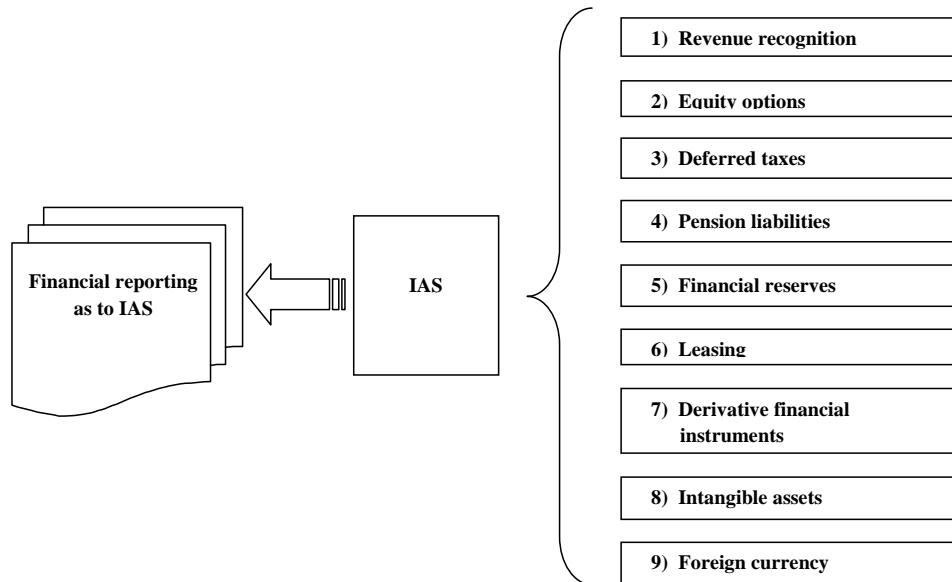 Financial reporting
as to IAS
IAS
1) Revenue recognition
2) Equity options
3) Deferred taxes
4) Pension liabilities
5) Financial reserves
6) Leasing
7) Derivative financial
instruments
8) Intangible assets
9) Foreign currency